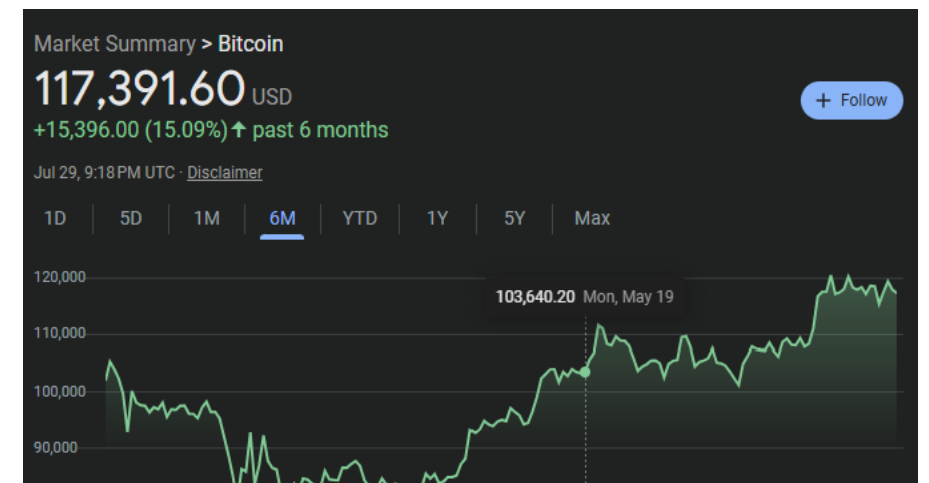 Market Summary > Bitcoin
117,391.60 USD
+ Follow
+15,396.00 (15.09%)↑ past 6 months
Jul 29, 9:18 PM UTC · Disclaimer
1D 5D 1M 6M YTD 1Y 5Y Max
120,000
103,640.20 Mon, May 19
110,000
100,000
90,000